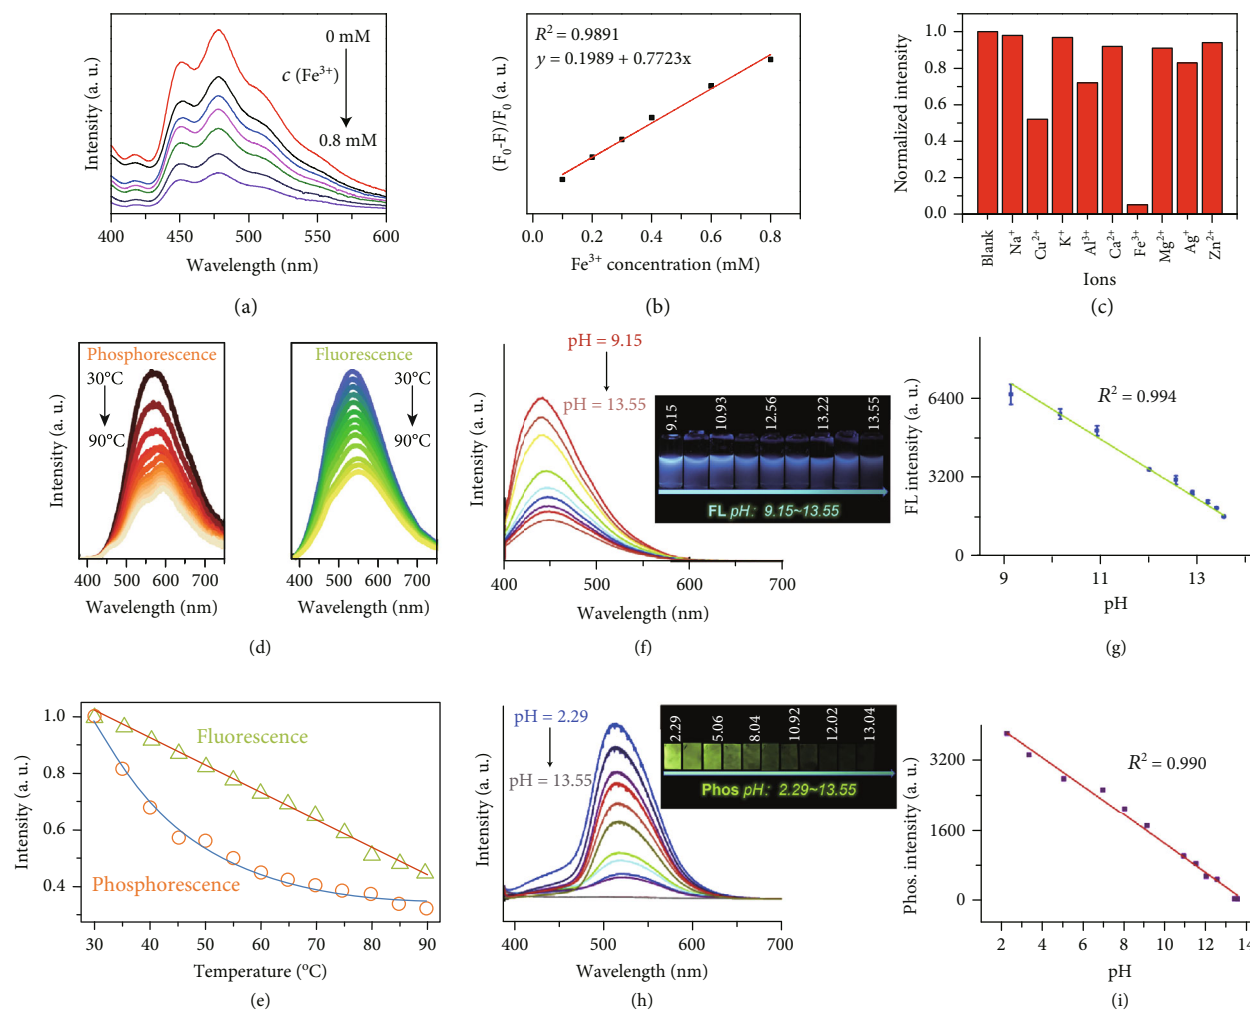 Intensity (a. u.)
0 mM
c (Fe³⁺)
0.8 mM
400 450 500 550 600
Wavelength (nm)
(a)
(F₀-F)/F₀ (a. u.)
R² = 0.9891
y = 0.1989 + 0.7723x
0.0 0.2 0.4 0.6 0.8
Fe³⁺ concentration (mM)
(b)
Normalized intensity
1.0
0.8
0.6
0.4
0.2
0.0
Blank Na⁺ Cu²⁺ K⁺ Al³⁺ Ca²⁺ Fe³⁺ Mg²⁺ Ag⁺ Zn²⁺
Ions
(c)
Intensity (a. u.)
Phosphorescence
30°C
90°C
400 500 600 700
Wavelength (nm)
Intensity (a. u.)
Fluorescence
30°C
90°C
400 500 600 700
Wavelength (nm)
(d)
Intensity (a. u.)
pH = 9.15
pH = 13.55
9.15 10.93 12.56 13.22 13.55
FL pH: 9.15~13.55
400 500 600 700
Wavelength (nm)
(f)
FL intensity (a. u.)
6400
3200
0
R² = 0.994
9 11 13
pH
(g)
Intensity (a. u.)
1.0
0.8
0.6
0.4
Fluorescence
Phosphorescence
30 40 50 60 70 80 90
Temperature (°C)
(e)
Intensity (a. u.)
pH = 2.29
pH = 13.55
2.29 5.06 8.04 10.92 12.02 13.04
Phos pH: 2.29~13.55
400 500 600 700
Wavelength (nm)
(h)
Phos. intensity (a. u.)
3200
1600
0
R² = 0.990
2 4 6 8 10 12 14
pH
(i)